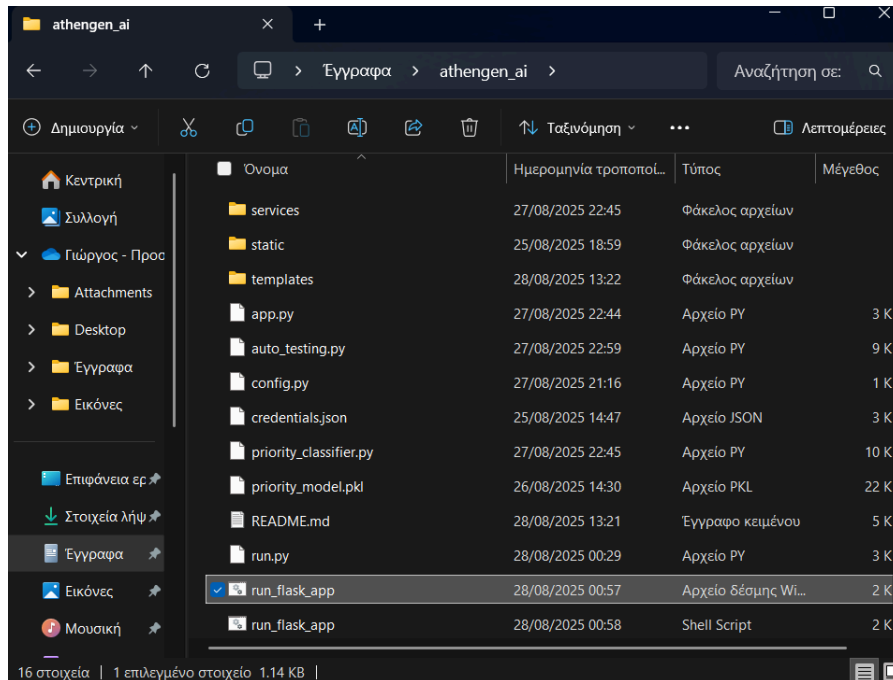 athengen_ai
Έγγραφα > athengen_ai >
Αναζήτηση σε:
Δημιουργία
Ταξινόμηση
Λεπτομέρειες
Κεντρική
Συλλογή
Γιώργος - Προσ
Attachments
Desktop
Έγγραφα
Εικόνες
Επιφάνεια ερ
Στοιχεία λήψ
Έγγραφα
Εικόνες
Μουσική
Όνομα Ημερομηνία τροποποί... Τύπος Μέγεθος
services 27/08/2025 22:45 Φάκελος αρχείων
static 25/08/2025 18:59 Φάκελος αρχείων
templates 28/08/2025 13:22 Φάκελος αρχείων
app.py 27/08/2025 22:44 Αρχείο PY 3 K
auto_testing.py 27/08/2025 22:59 Αρχείο PY 9 K
config.py 27/08/2025 21:16 Αρχείο PY 1 K
credentials.json 25/08/2025 14:47 Αρχείο JSON 3 K
priority_classifier.py 27/08/2025 22:45 Αρχείο PY 10 K
priority_model.pkl 26/08/2025 14:30 Αρχείο PKL 22 K
README.md 28/08/2025 13:21 Έγγραφο κειμένου 5 K
run.py 28/08/2025 00:29 Αρχείο PY 3 K
run_flask_app 28/08/2025 00:57 Αρχείο δέσμης Wi... 2 K
run_flask_app 28/08/2025 00:58 Shell Script 2 K
16 στοιχεία | 1 επιλεγμένο στοιχείο 1.14 KB |